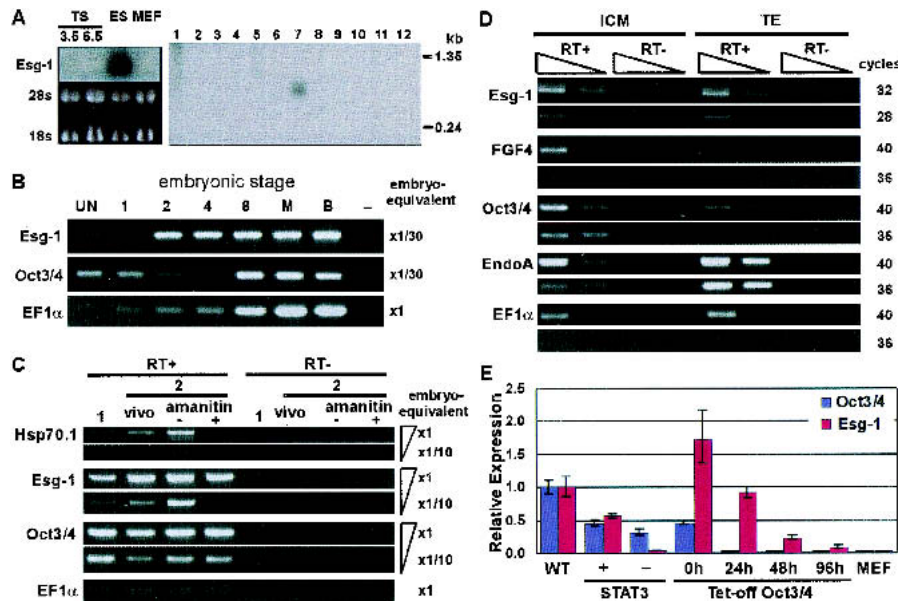 A
TS ES MEF
3.5 6.5
1 2 3 4 5 6 7 8 9 10 11 12 kb
Esg-1
1.35
28s
18s
0.24
B
embryonic stage
embryo-equivalent
UN 1 2 4 8 M B –
Esg-1 x1/30
Oct3/4 x1/30
EF1α x1
C
RT+ RT-
2 2
embryo-equivalent
1 vivo amanitin 1 vivo amanitin
- + - +
Hsp70.1 x1
x1/10
Esg-1 x1
x1/10
Oct3/4 x1
x1/10
EF1α x1
D
ICM TE
RT+ RT- RT+ RT- cycles
Esg-1 32
28
FGF4 40
36
Oct3/4 40
36
EndoA 40
36
EF1α 40
36
E
Relative Expression
2.5
2.0
1.5
1.0
0.5
0.0
Oct3/4
Esg-1
WT + – 0h 24h 48h 96h MEF
STAT3 Tet-off Oct3/4